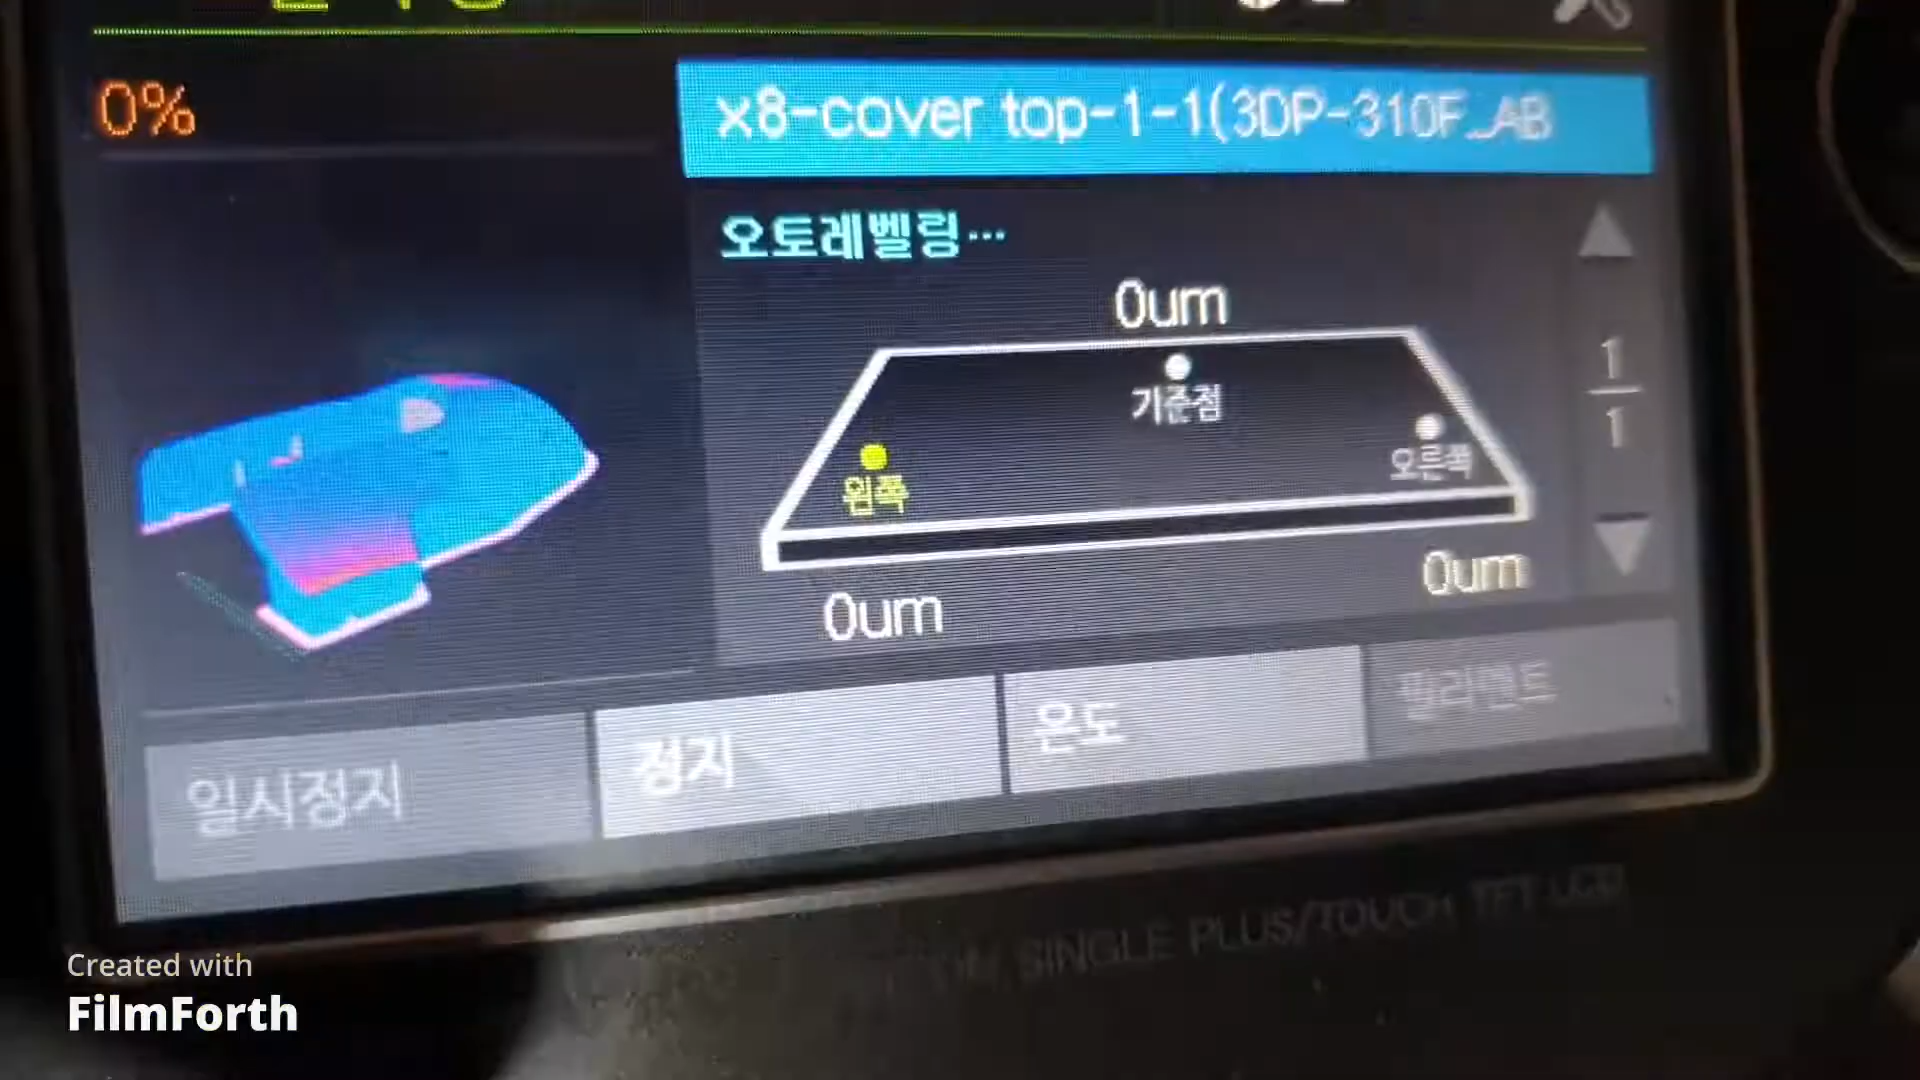 0%
x8-cover top-1-1(3DP-310F_AB
오토레벨링...
0um
기준점
왼쪽
오른쪽
1
1
0um
0um
일시정지
정지
온도
필라멘트
SINGLE PLUS/TOUCH TFT LCD
Created with
FilmForth